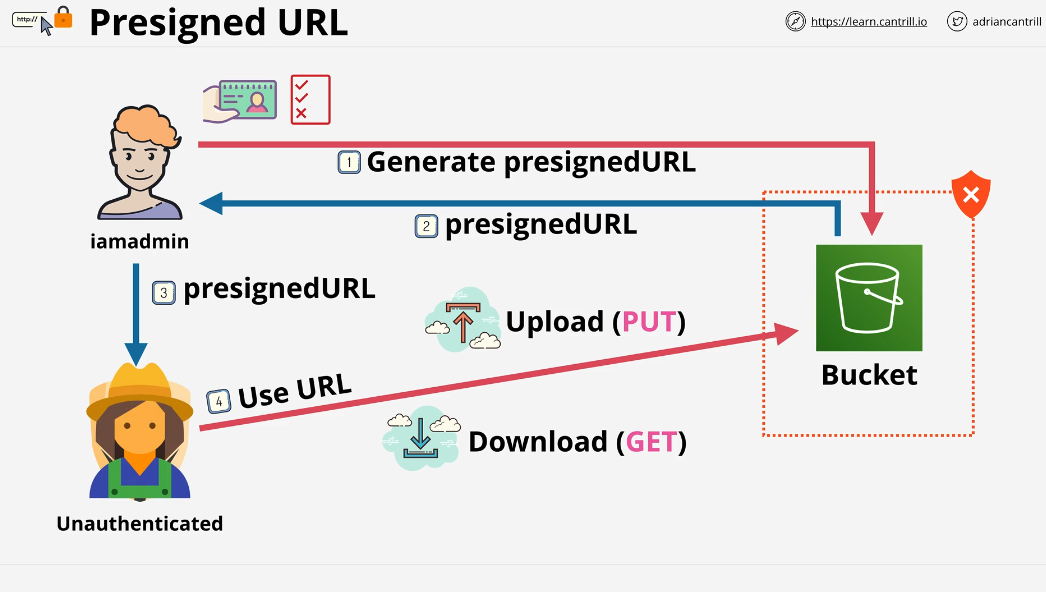 http://
Presigned URL
https://learn.cantrill.io
adriancantrill
1 Generate presignedURL
2 presignedURL
iamadmin
3 presignedURL
Upload (PUT)
4 Use URL
Bucket
Download (GET)
Unauthenticated